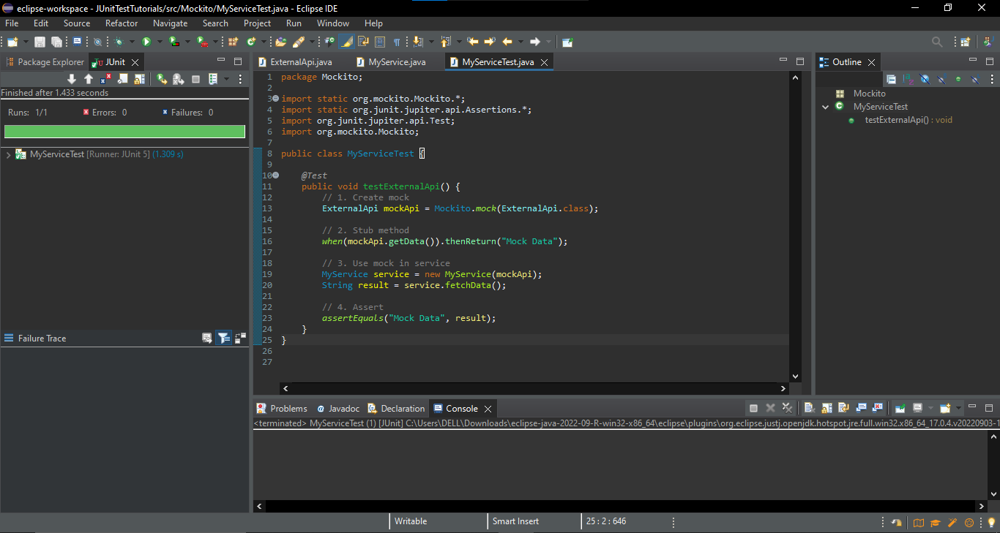 eclipse-workspace - JUnitTestTutorials/src/Mockito/MyServiceTest.java - Eclipse IDE
File Edit Source Refactor Navigate Search Project Run Window Help
Package Explorer JUnit
Finished after 1.433 seconds
Runs: 1/1 Errors: 0 Failures: 0
MyServiceTest [Runner: JUnit 5] (1.309 s)
Failure Trace
ExternalApi.java MyService.java MyServiceTest.java
1 package Mockito;
2
3 import static org.mockito.Mockito.*;
4 import static org.junit.jupiter.api.Assertions.*;
5 import org.junit.jupiter.api.Test;
6 import org.mockito.Mockito;
7
8 public class MyServiceTest {
9
10 @Test
11 public void testExternalApi() {
12 // 1. Create mock
13 ExternalApi mockApi = Mockito.mock(ExternalApi.class);
14
15 // 2. Stub method
16 when(mockApi.getData()).thenReturn("Mock Data");
17
18 // 3. Use mock in service
19 MyService service = new MyService(mockApi);
20 String result = service.fetchData();
21
22 // 4. Assert
23 assertEquals("Mock Data", result);
24 }
25 }
26
27
Outline
Mockito
MyServiceTest
testExternalApi() : void
Problems Javadoc Declaration Console
<terminated> MyServiceTest (1) [JUnit] C:\Users\DELL\Downloads\eclipse-java-2022-09-R-win32-x86_64\eclipse\plugins\org.eclipse.justj.openjdk.hotspot.jre.full.win32.x86_64_17.0.4.v20220903-1
Writable Smart Insert 25 : 2 : 646